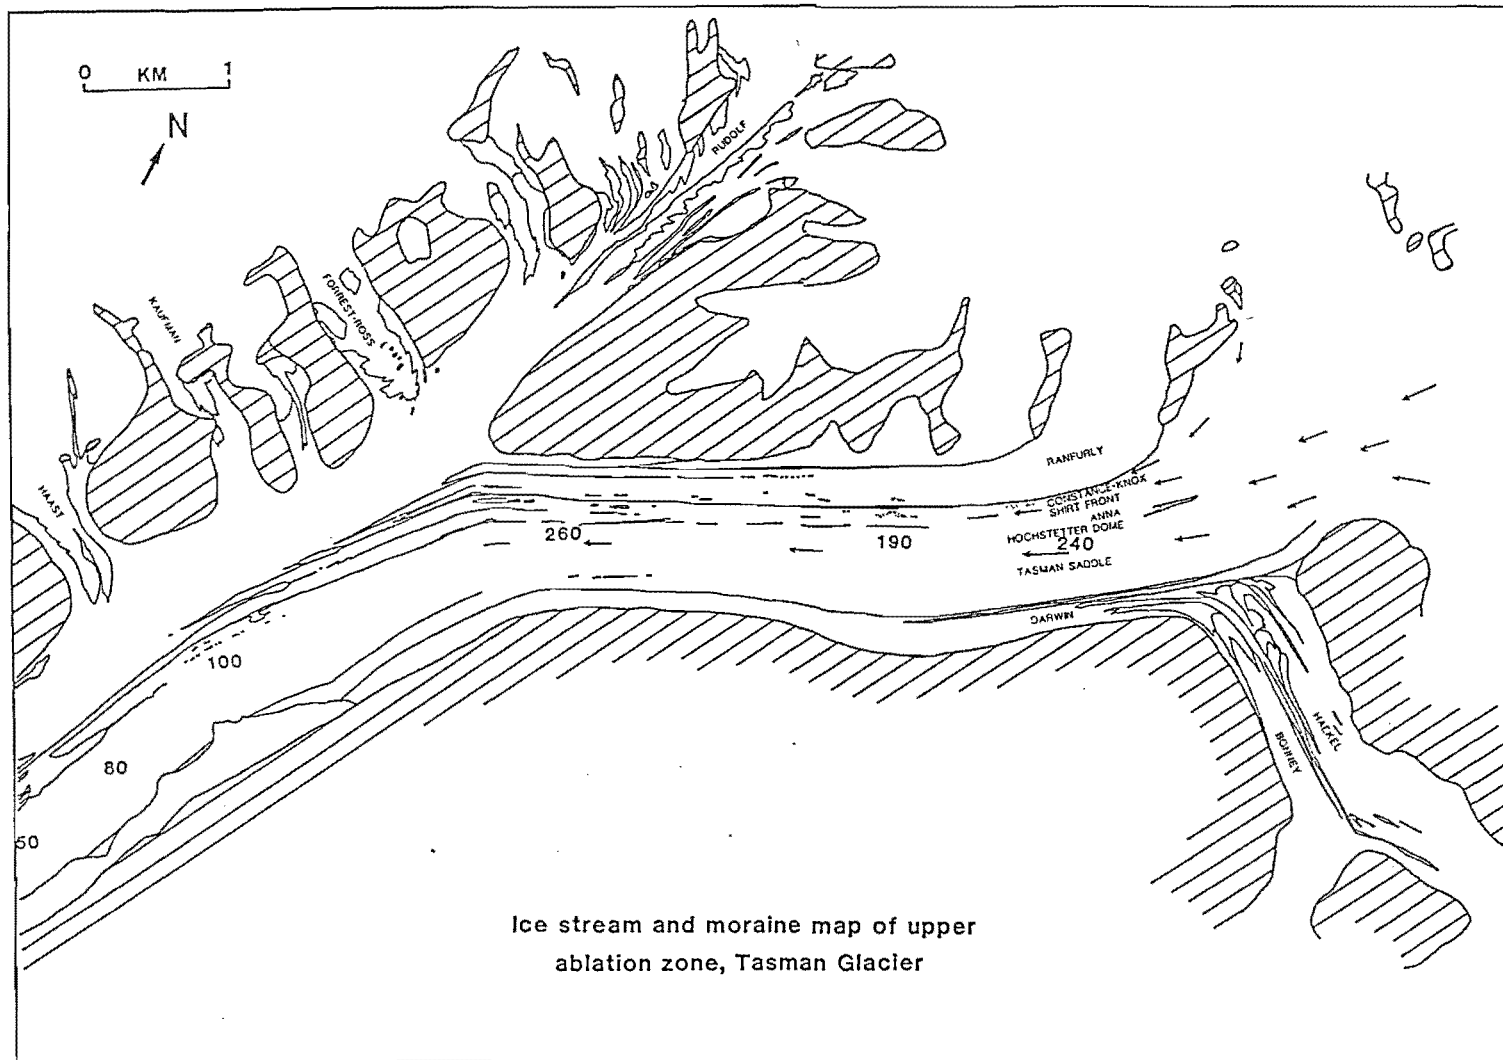 0 KM 1
N
RUDOLF
FORREST-ROSS
KAUFMAN
HAAST
RANFURLY
CONSTANCE-KNOX
SHIRT FRONT
ANNA
HOCHSTETTER DOME
260
190
240
TASMAN SADDLE
DARWIN
100
HAEKEL
BONNEY
80
50
Ice stream and moraine map of upper
ablation zone, Tasman Glacier